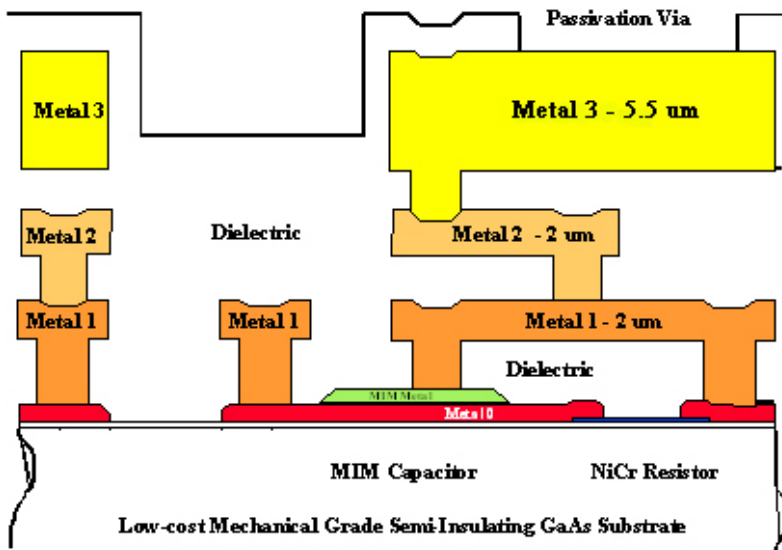 Passivation Via
Metal 3
Metal 3 - 5.5 um
Metal 2
Dielectric
Metal 2 - 2 um
Metal 1
Metal 1
Metal 1 - 2 um
Dielectric
MIM Metal
Metal 0
MIM Capacitor
NiCr Resistor
Low-cost Mechanical Grade Semi-Insulating GaAs Substrate